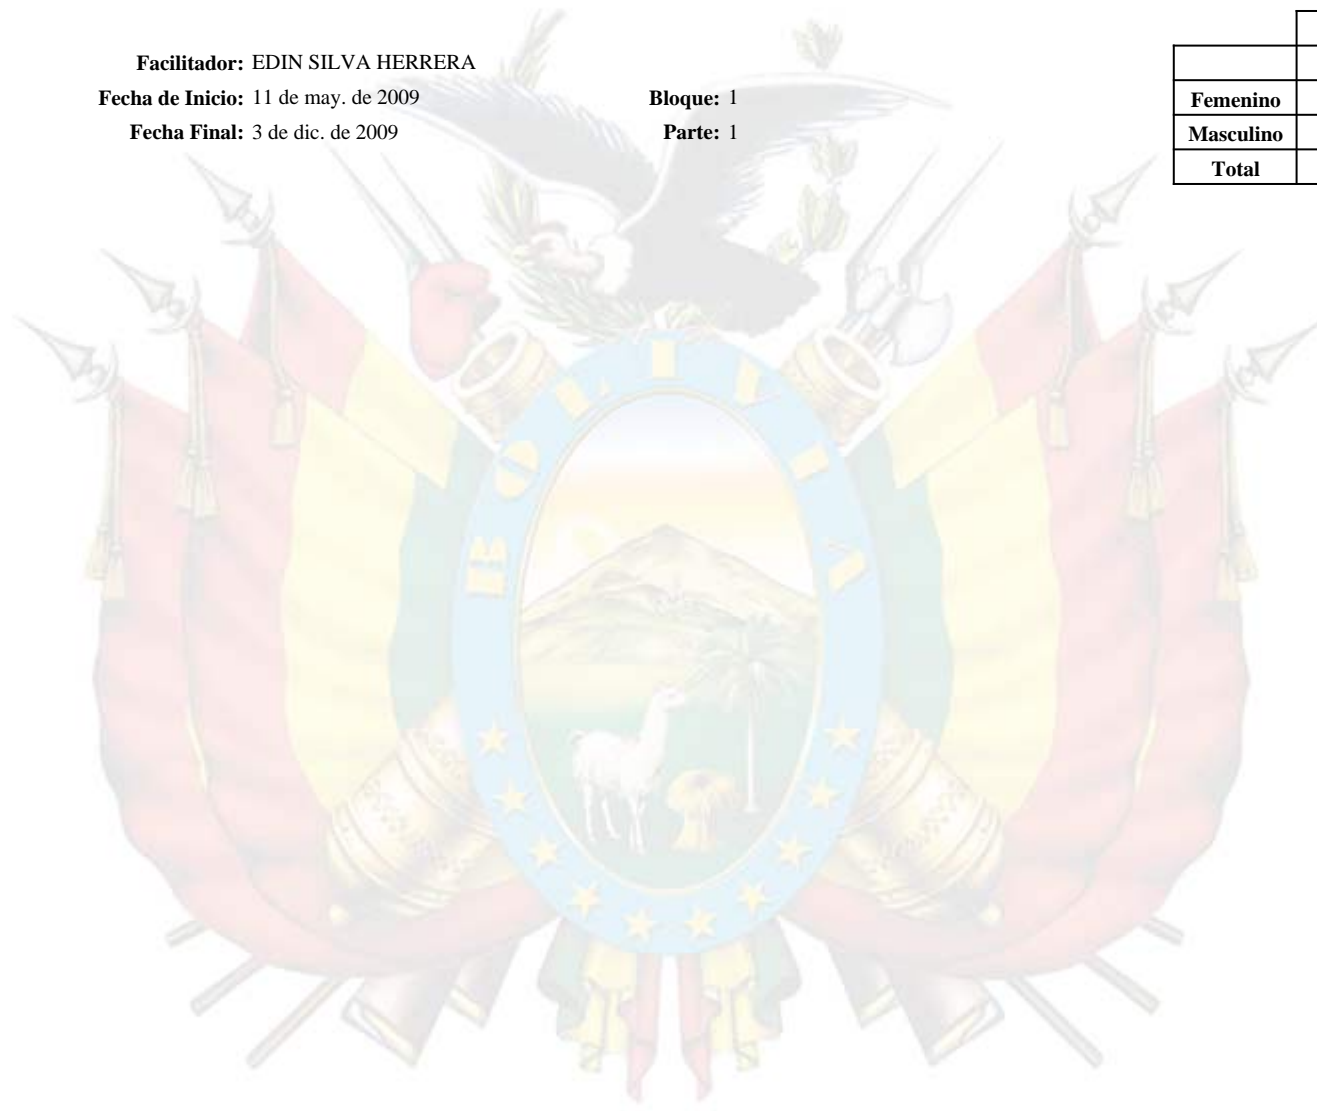 Facilitador: EDIN SILVA HERRERA
Fecha de Inicio: 11 de may. de 2009 Bloque: 1
Femenino
Fecha Final: 3 de dic. de 2009 Parte: 1
Masculino
Total
BOLIVIA